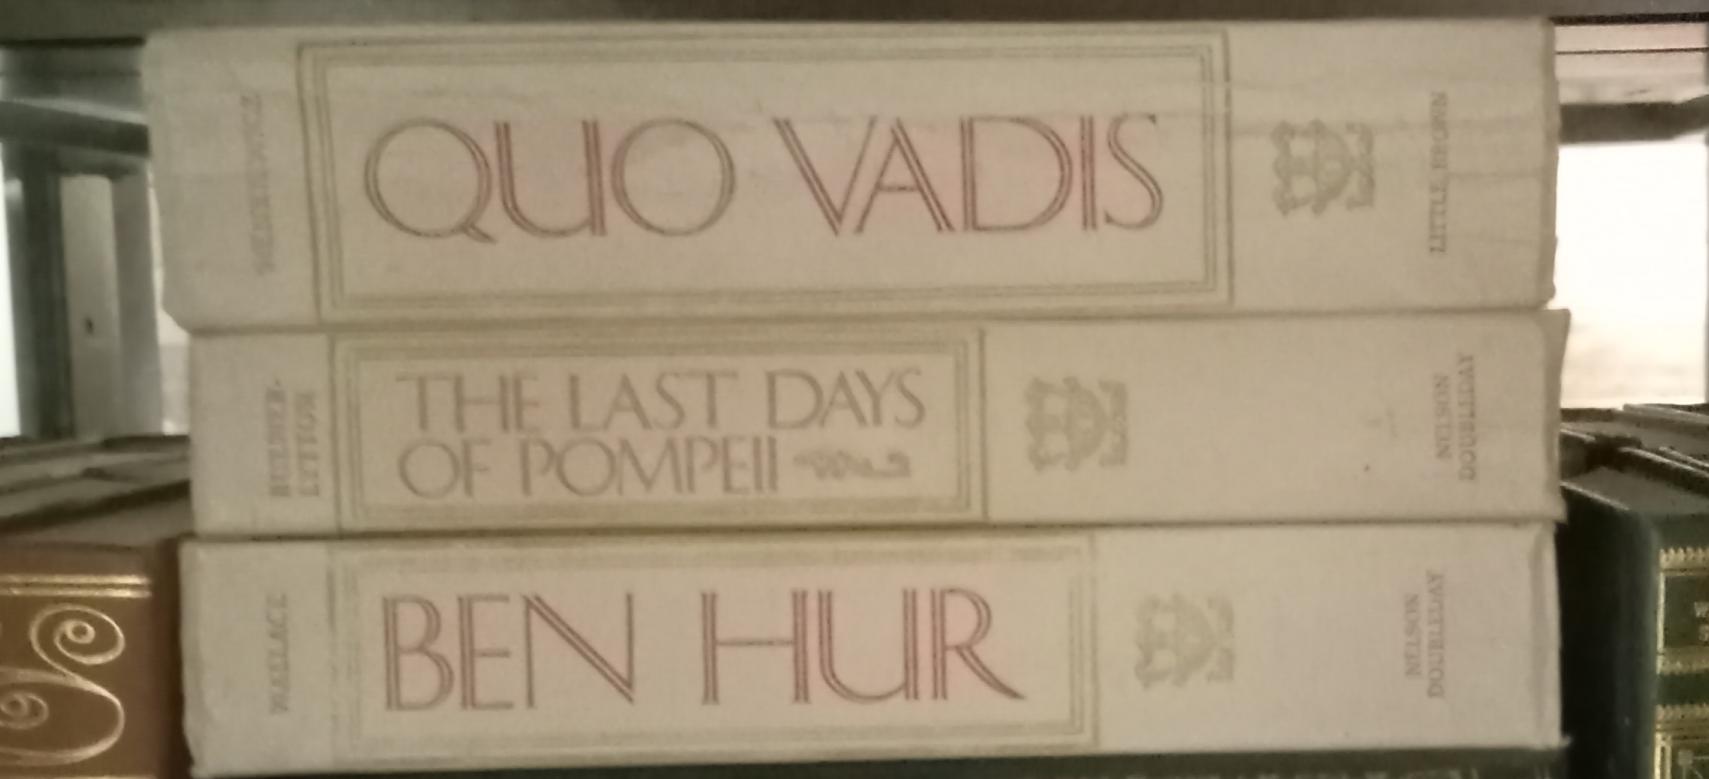 SIENKIEWICZ
QUO VADIS
LITTLE BROWN
BULWER-
LYTTON
THE LAST DAYS
OF POMPEII
NELSON
DOUBLEDAY
WALLACE
BEN HUR
NELSON
DOUBLEDAY